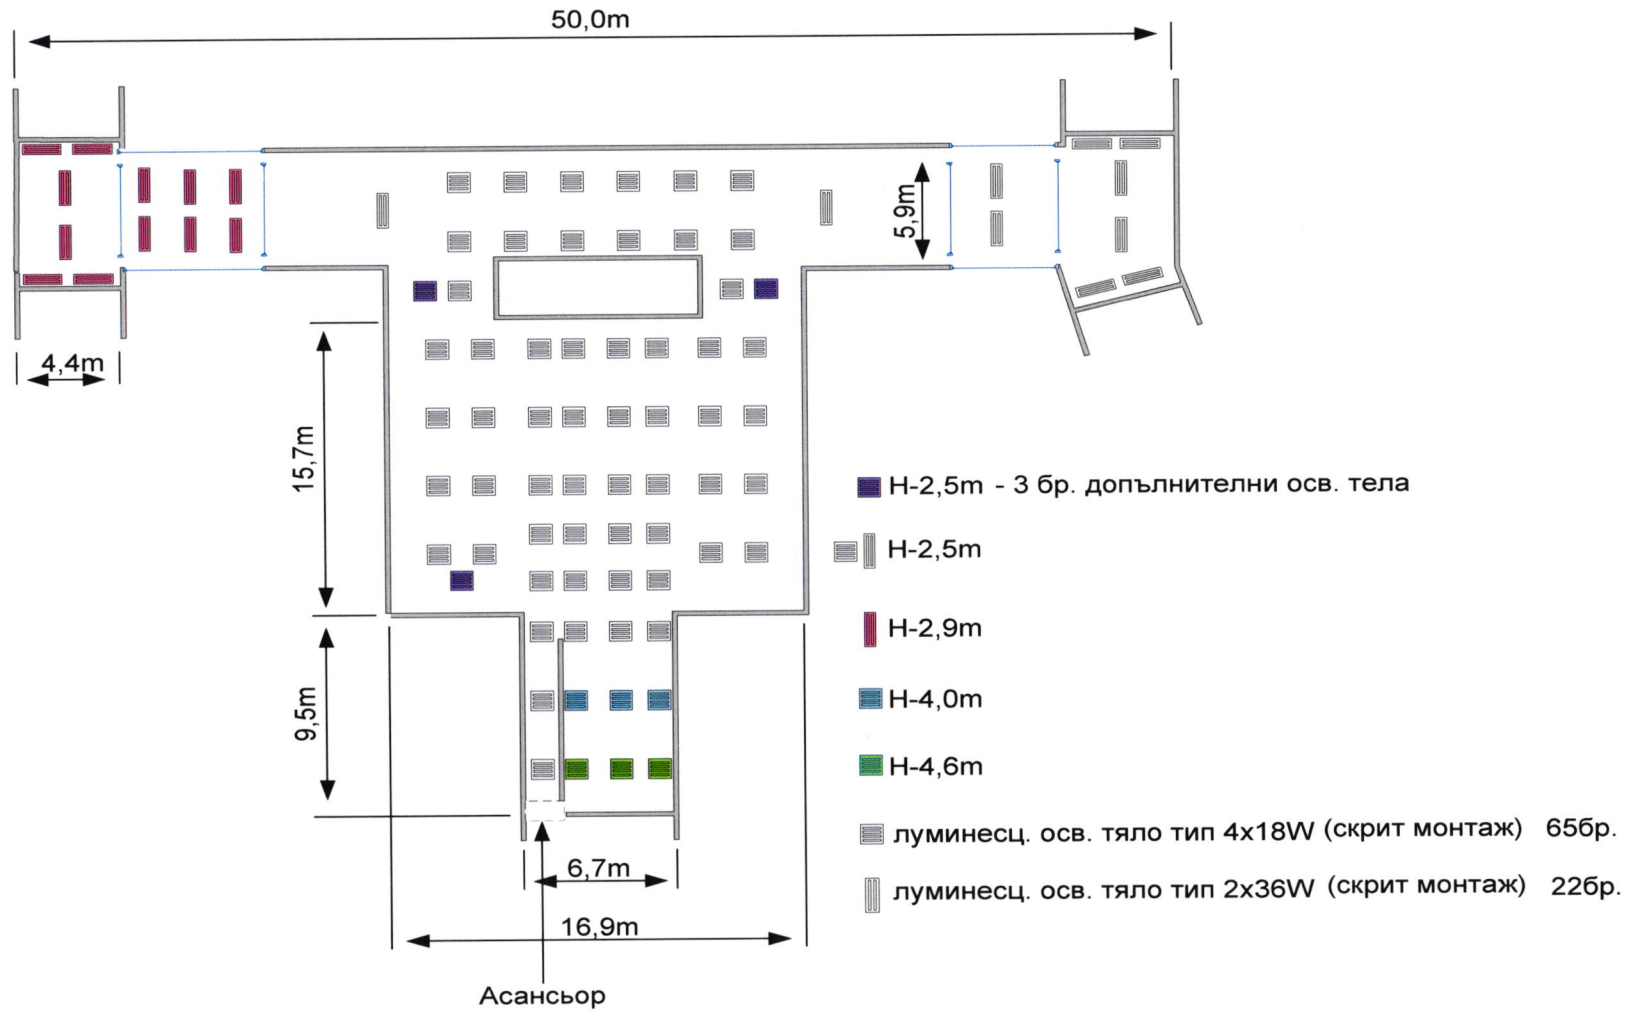 50,0m
5,9m
4,4m
15,7m
H-2,5m - 3 бр. допълнителни осв. тела
H-2,5m
H-2,9m
9,5m
H-4,0m
H-4,6m
луминесц. осв. тяло тип 4x18W (скрит монтаж) 65бр.
луминесц. осв. тяло тип 2x36W (скрит монтаж) 22бр.
6,7m
16,9m
Асансьор